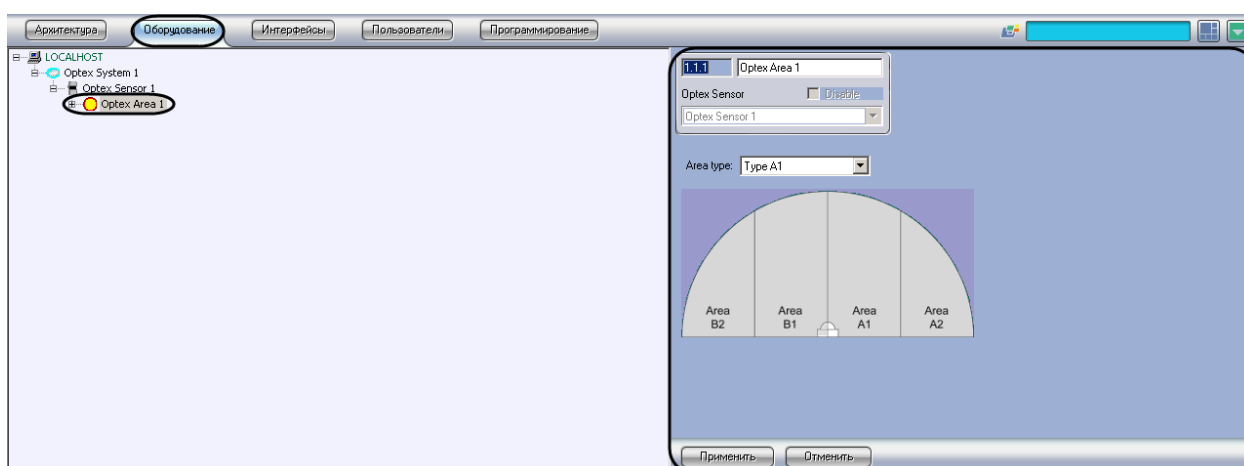 Архитектура Оборудование Интерфейсы Пользователи Программирование
LOCALHOST
Optex System 1
Optex Sensor 1
Optex Area 1
1.1.1 Optex Area 1
Optex Sensor Disable
Optex Sensor 1
Area type: Type A1
Area B2
Area B1
Area A1
Area A2
Применить Отменить